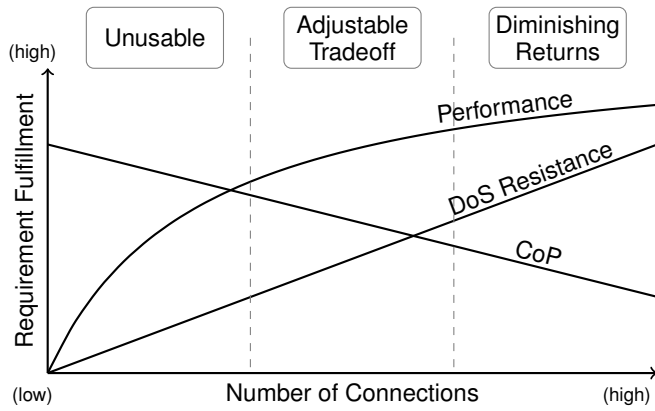 Unusable
Adjustable
Tradeoff
Diminishing
Returns
(high)
Requirement Fulfillment
Performance
DoS Resistance
CoP
(low)
Number of Connections
(high)